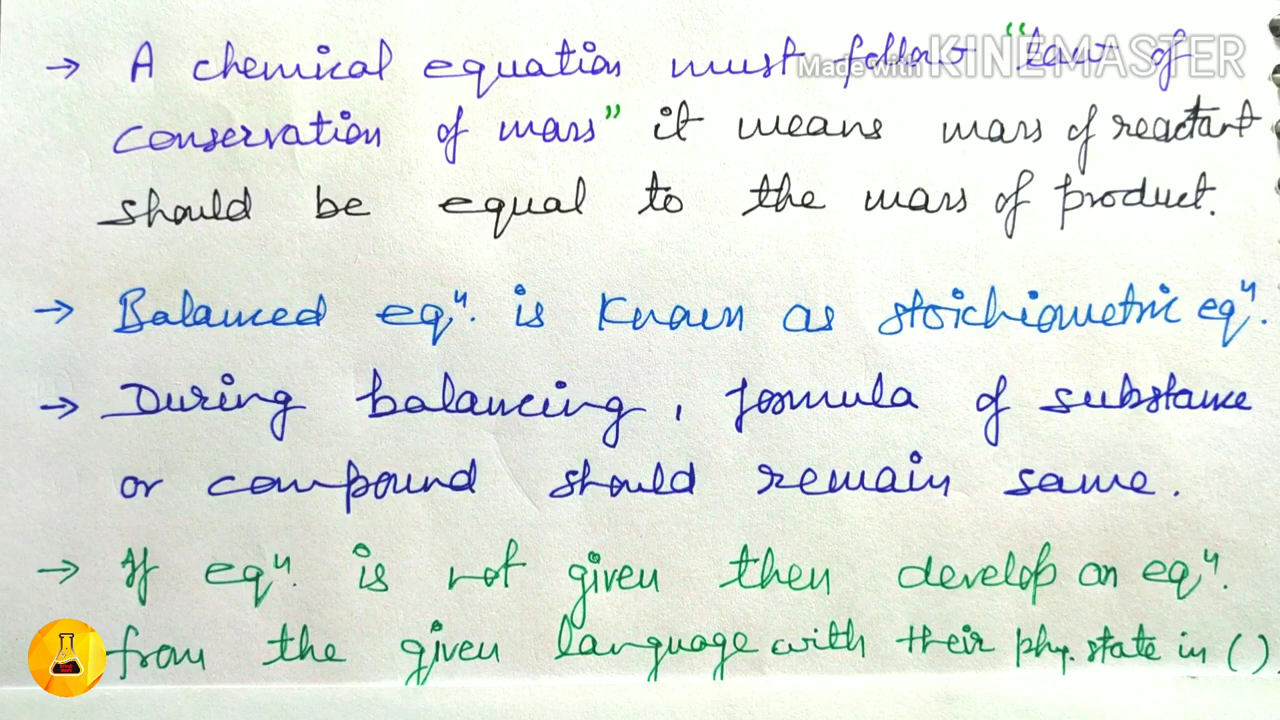 → A chemical equation must follow "law of
Made with KINEMASTER
conservation of mass" it means mass of reactant
should be equal to the mass of product.
→ Balanced eqⁿ. is known as stoichiometric eqⁿ.
→ During balancing, formula of substance
or compound should remain same.
→ If eqⁿ. is not given then develop an eqⁿ.
from the given language with their phy. state in ( ).